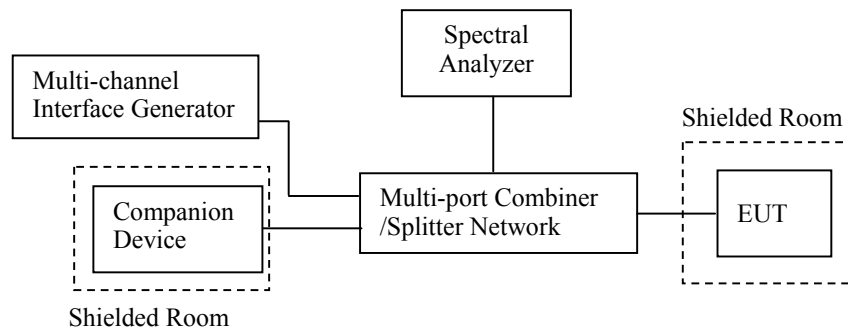 Spectral
Analyzer
Multi-channel
Interface Generator
Shielded Room
Multi-port Combiner
/Splitter Network
EUT
Companion
Device
Shielded Room